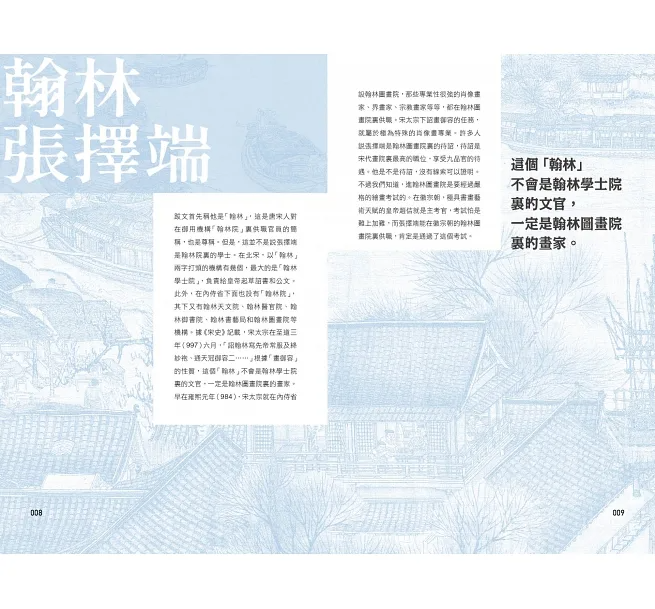 翰林
張擇端
跋文首先稱他是「翰林」，這是唐宋人對
在御用機構「翰林院」裏供職官員的簡
稱，也是尊稱。但是，這並不是說張擇端
是翰林院裏的學士。在北宋，以「翰林」
兩字打頭的機構有幾個，最大的是「翰林
學士院」，負責給皇帝起草詔書和公文。
此外，在內侍省下面也設有「翰林院」，
其下又有翰林天文院、翰林醫官院、翰
林御書院、翰林書藝局和翰林圖畫院等
機構。據《宋史》記載，宋太宗在至道三
年（997）六月，「詔翰林寫先帝常服及絳
紗袍、通天冠御容二⋯⋯」根據「畫御容」
的性質，這個「翰林」不會是翰林學士院
裏的文官，一定是翰林圖畫院裏的畫家。
早在雍熙元年（984），宋太宗就在內侍省
設翰林圖畫院，那些專業性很強的肖像畫
家、界畫家、宗教畫家等等，都在翰林圖
畫院裏供職。宋太宗下詔畫御容的任務，
就屬於極為特殊的肖像畫專業。許多人
說張擇端是翰林圖畫院裏的待詔，待詔是
宋代畫院裏最高的職位，享受九品官的待
遇。他是不是待詔，沒有線索可以證明。
不過我們知道，進翰林圖畫院是要經過嚴
格的繪畫考試的。在徽宗朝，極具書畫藝
術天賦的皇帝趙佶就是主考官，考試怕是
難上加難，而張擇端能在徽宗朝的翰林圖
畫院裏供職，肯定是通過了這個考試。
這個「翰林」
不會是翰林學士院
裏的文官，
一定是翰林圖畫院
裏的畫家。
008
009